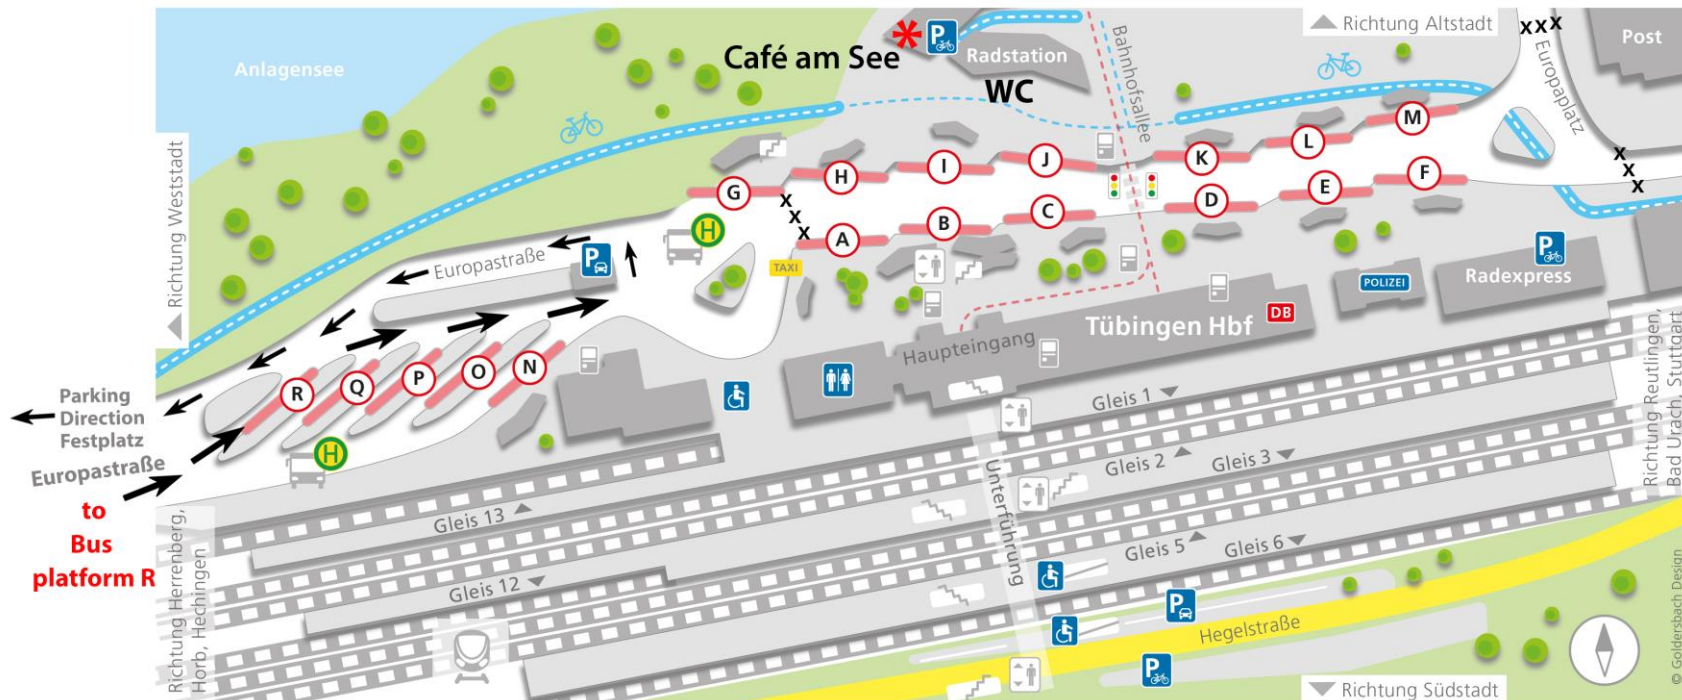 Anlagensee
Café am See
P
Radstation
WC
Bahnhofsallee
Richtung Altstadt
x x x
Europaplatz
Post
Richtung Weststadt
G
H
I
J
K
L
M
H
x
x
x
A
B
C
D
E
F
x
x
x
TAXI
Europastraße
P
P
Radexpress
POLIZEI
DB
Tübingen Hbf
Haupteingang
R
Q
P
O
N
Parking
Direction
Festplatz
Europastraße
to
Bus
platform R
H
Gleis 1
Gleis 2
Gleis 3
Gleis 5
Gleis 6
Gleis 13
Gleis 12
Unterführung
Richtung Herrenberg,
Horb, Hechingen
Richtung Reutlingen,
Bad Urach, Stuttgart
P
P
Hegelstraße
Richtung Südstadt
© Goldersbach Design